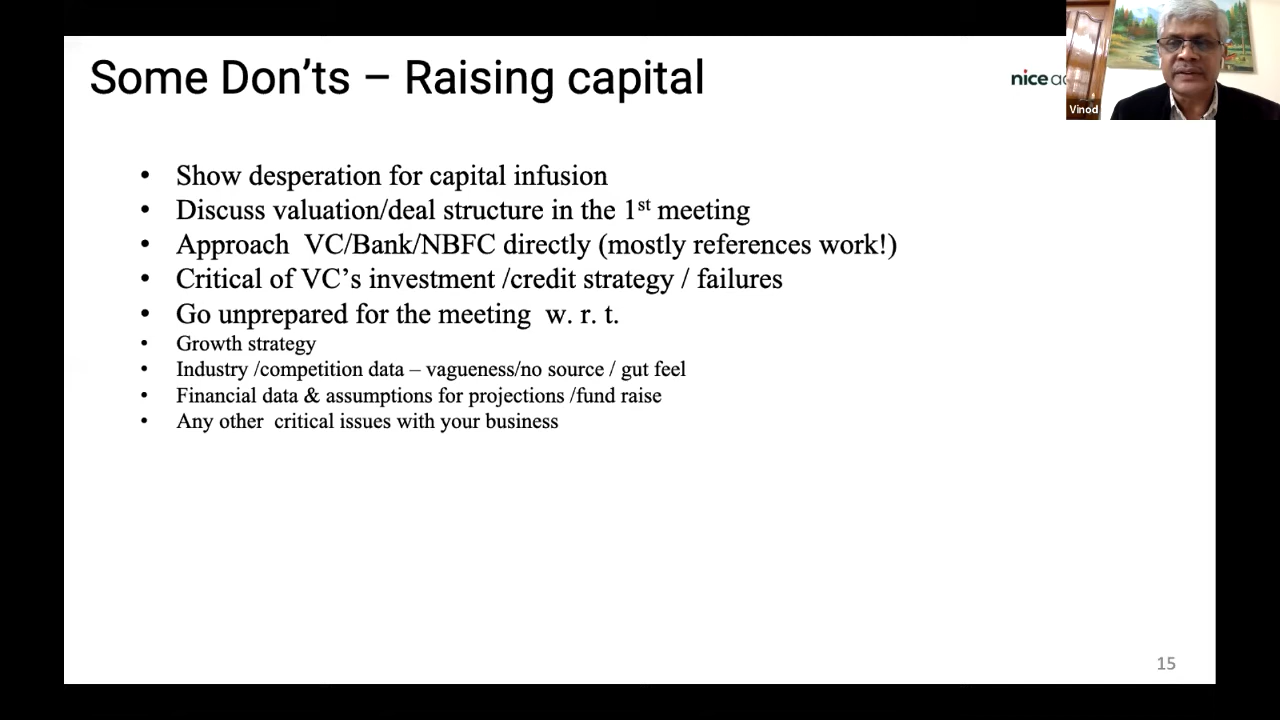 Some Don'ts – Raising capital
nice
Vinod
• Show desperation for capital infusion
• Discuss valuation/deal structure in the 1st meeting
• Approach VC/Bank/NBFC directly (mostly references work!)
• Critical of VC's investment /credit strategy / failures
• Go unprepared for the meeting w. r. t.
• Growth strategy
• Industry /competition data – vagueness/no source / gut feel
• Financial data & assumptions for projections /fund raise
• Any other critical issues with your business
15